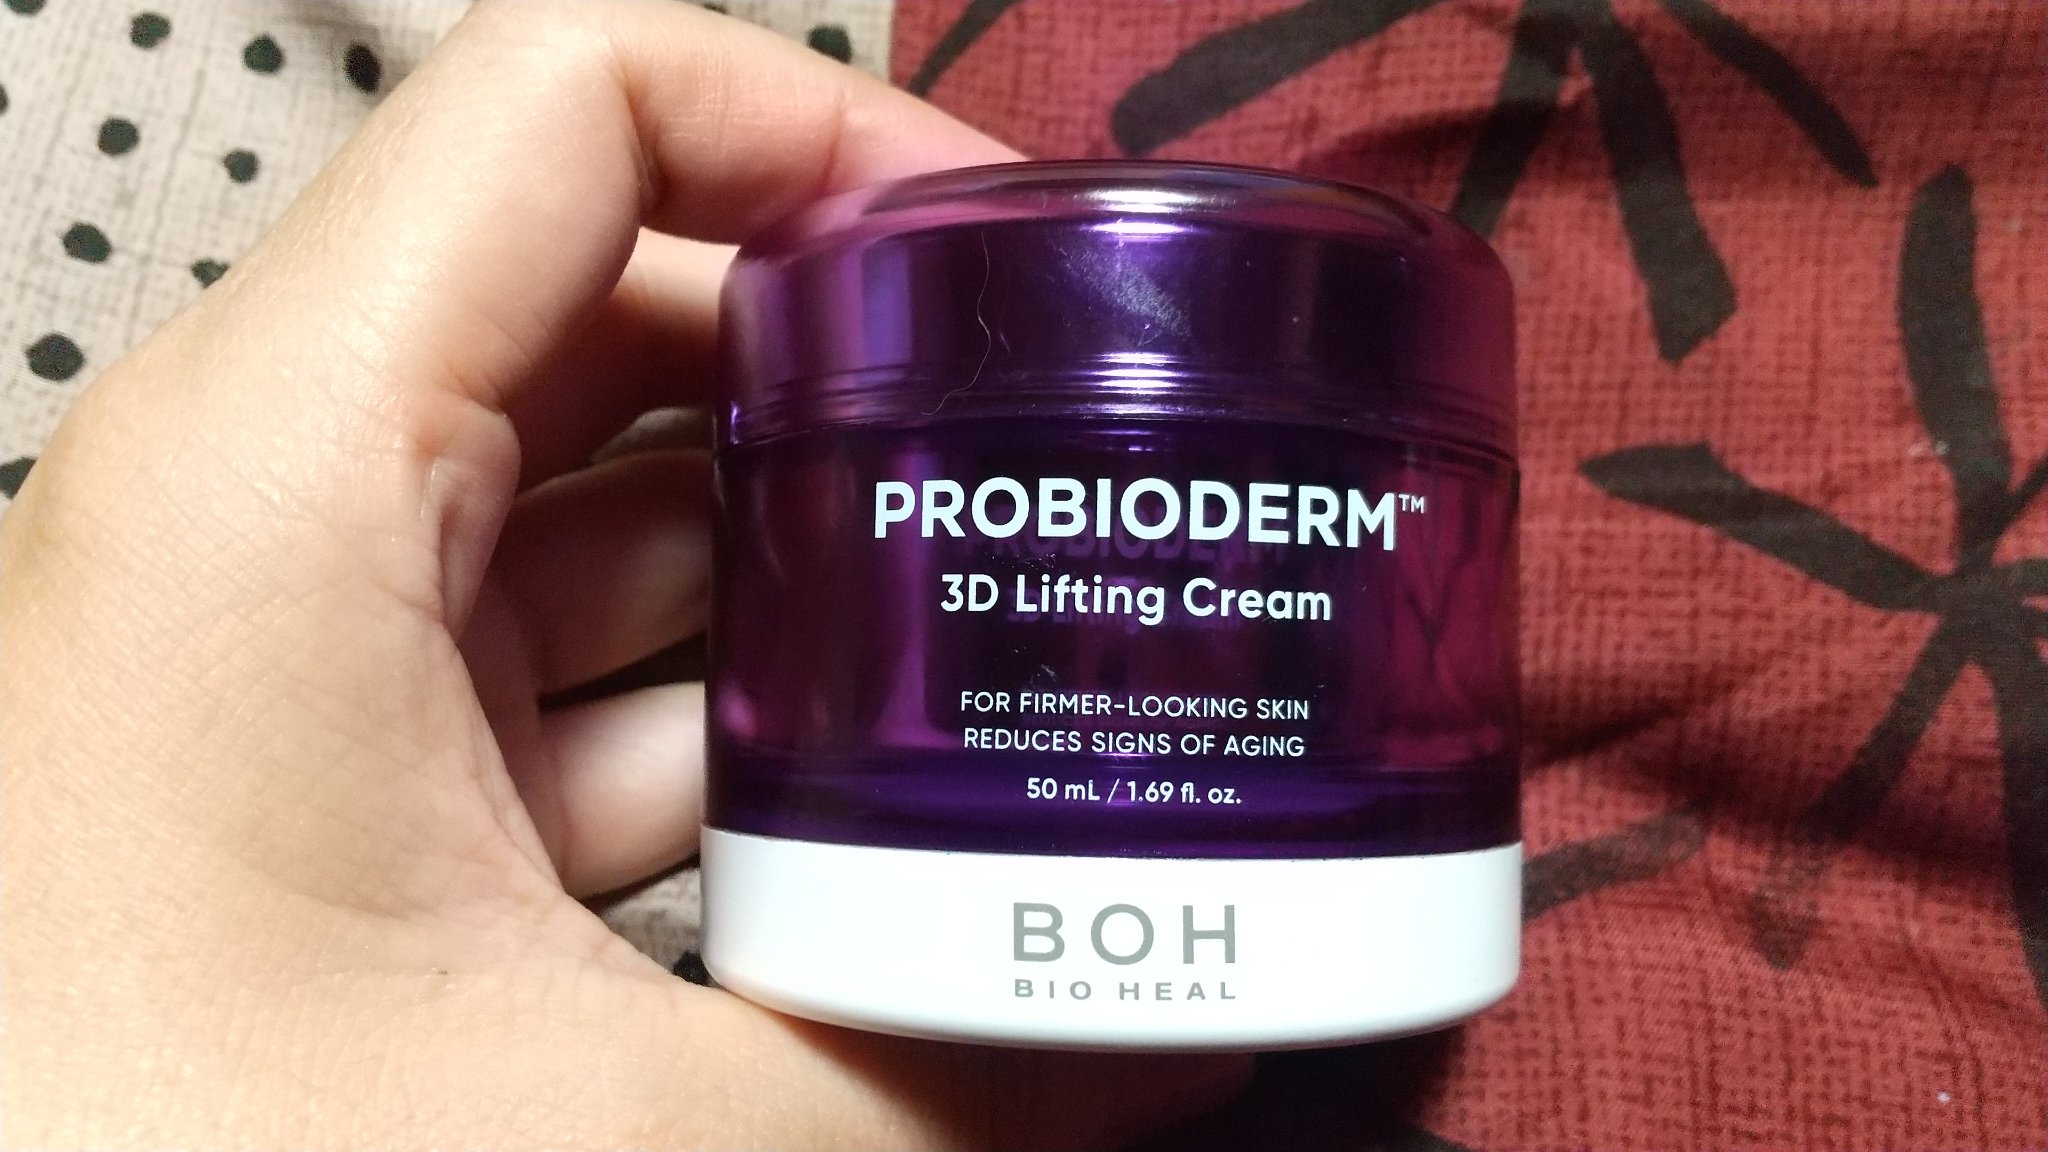 PROBIODERM™
3D Lifting Cream
FOR FIRMER-LOOKING SKIN
REDUCES SIGNS OF AGING
50 mL / 1.69 fl. oz.
BOH
BIO HEAL